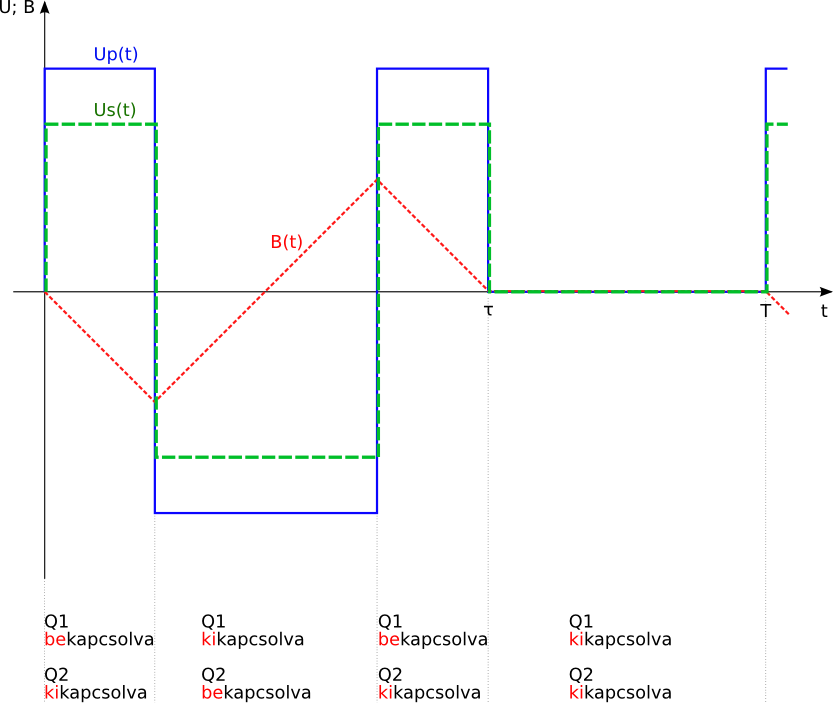 U; B
Up(t)
Us(t)
B(t)
τ
T
t
Q1
bekapcsolva
Q2
kikapcsolva
Q1
kikapcsolva
Q2
bekapcsolva
Q1
bekapcsolva
Q2
kikapcsolva
Q1
kikapcsolva
Q2
kikapcsolva